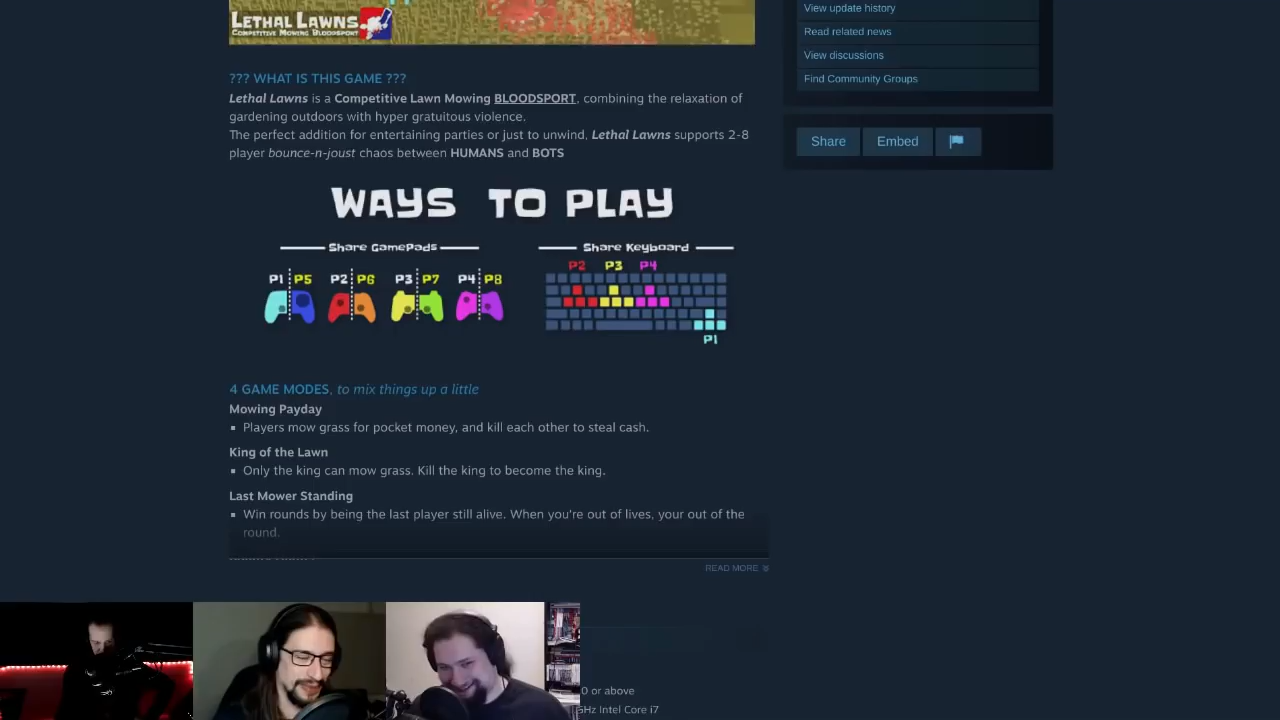 LETHAL LAWNS
COMPETITIVE MOWING BLOODSPORT
View update history
Read related news
View discussions
Find Community Groups
Share
Embed
??? WHAT IS THIS GAME ???
Lethal Lawns is a Competitive Lawn Mowing BLOODSPORT, combining the relaxation of
gardening outdoors with hyper gratuitous violence.
The perfect addition for entertaining parties or just to unwind, Lethal Lawns supports 2-8
player bounce-n-joust chaos between HUMANS and BOTS
WAYS TO PLAY
Share GamePads
Share Keyboard
P2 P3 P4
P1 P5 P2 P6 P3 P7 P4 P8
P1
4 GAME MODES, to mix things up a little
Mowing Payday
Players mow grass for pocket money, and kill each other to steal cash.
King of the Lawn
Only the king can mow grass. Kill the king to become the king.
Last Mower Standing
Win rounds by being the last player still alive. When you're out of lives, your out of the
round.
READ MORE
0 or above
GHz Intel Core i7